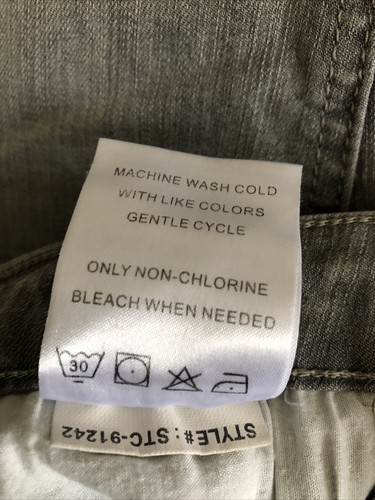 MACHINE WASH COLD
WITH LIKE COLORS
GENTLE CYCLE
ONLY NON-CHLORINE
BLEACH WHEN NEEDED
30
STYLE#: STC-91242